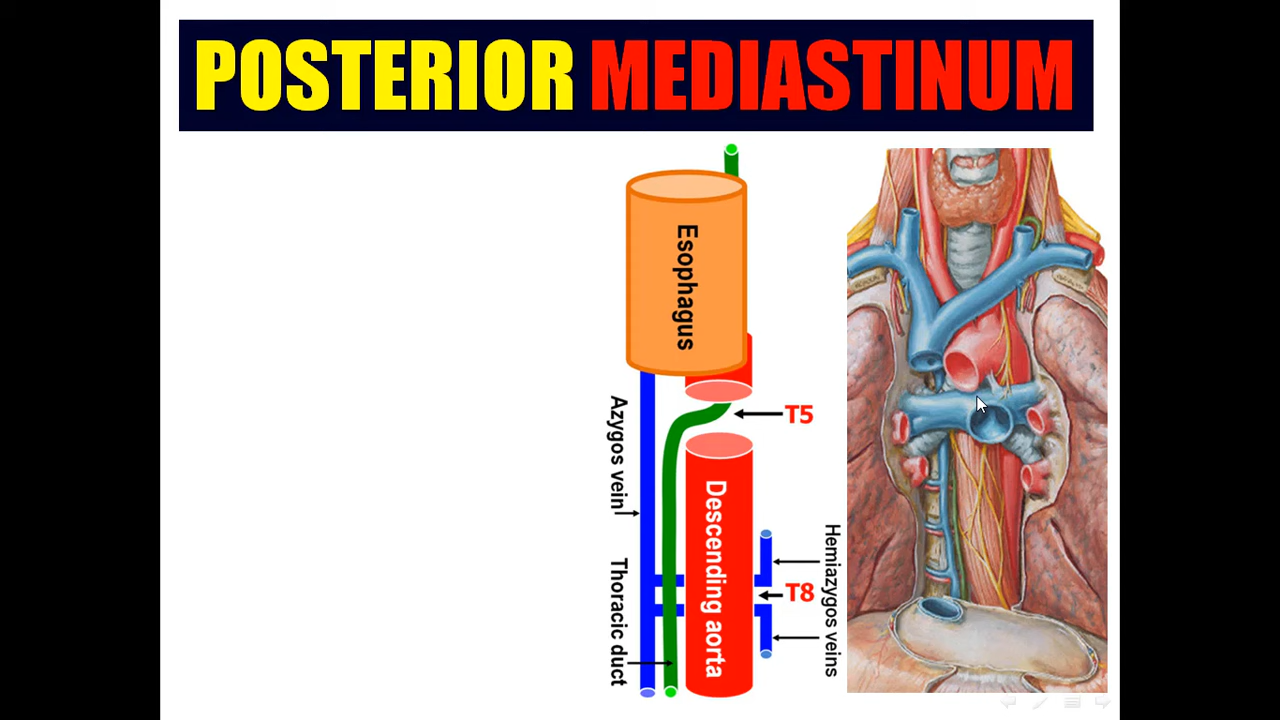 POSTERIOR MEDIASTINUM
Esophagus
Azygos vein
T5
Descending aorta
Hemiazygos veins
T8
Thoracic duct